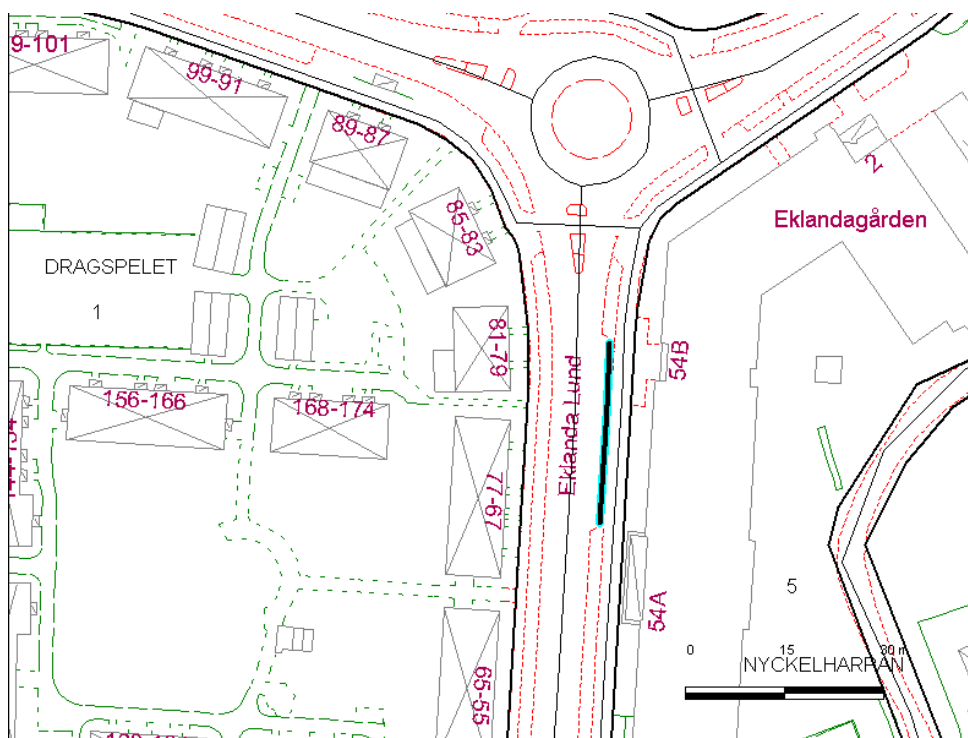 9-101
99-91
89-87
2
85-83
Eklandagården
DRAGSPELET
1
81-79
54B
Eklanda Lund
156-166
168-174
77-67
5
54A
0 15 30 m
NYCKELHARPAN
65-55